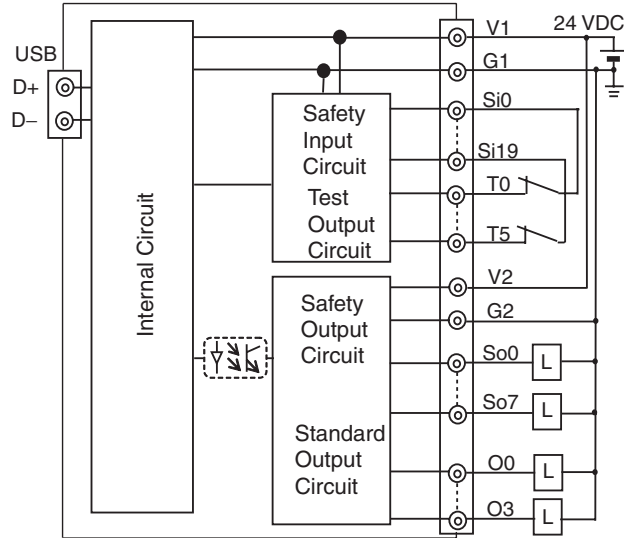 V1
24 VDC
USB
G1
D+
Si0
D–
Safety
Input
Circuit
Si19
T0
Test
Output
Circuit
T5
Internal Circuit
V2
Safety
Output
Circuit
G2
So0
L
So7
L
Standard
Output
Circuit
O0
L
O3
L